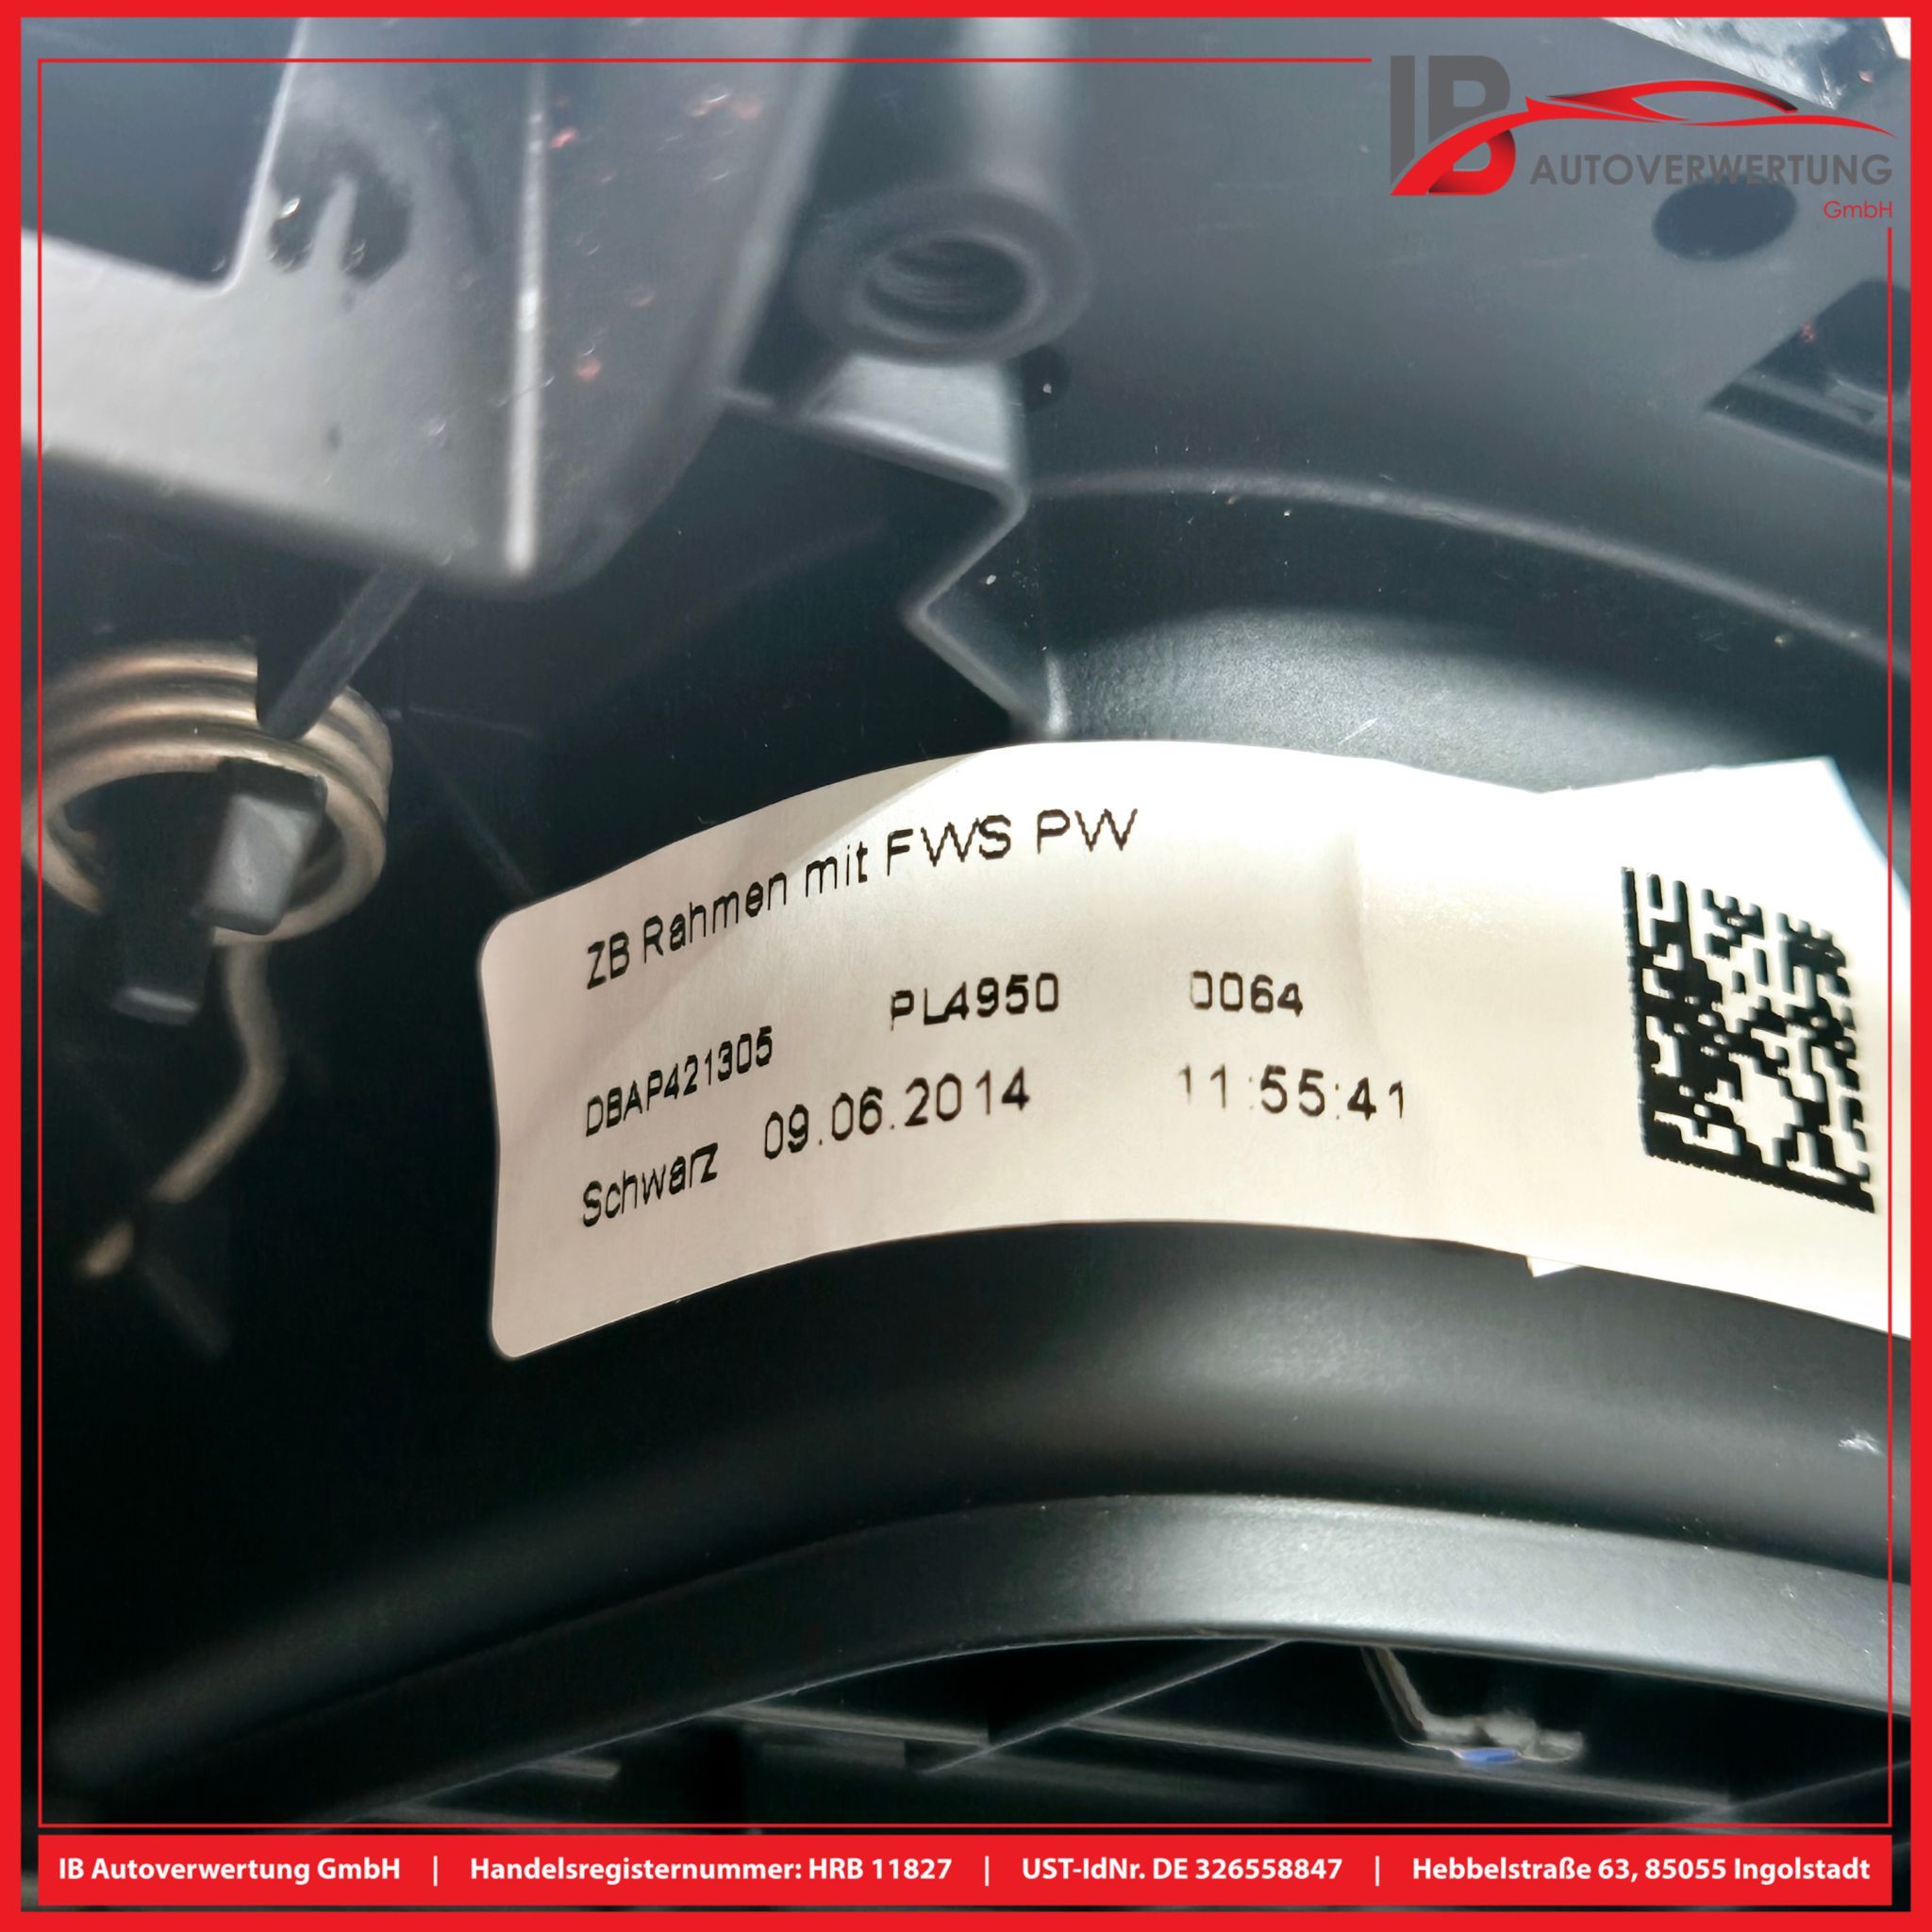 IB
AUTOVERWERTUNG
GmbH
ZB Rahmen mit FWS PW
DBAP421305 PL4950 0064
Schwarz 09.06.2014 11:55:41
IB Autoverwertung GmbH | Handelsregisternummer: HRB 11827 | UST-IdNr. DE 326558847 | Hebbelstraße 63, 85055 Ingolstadt